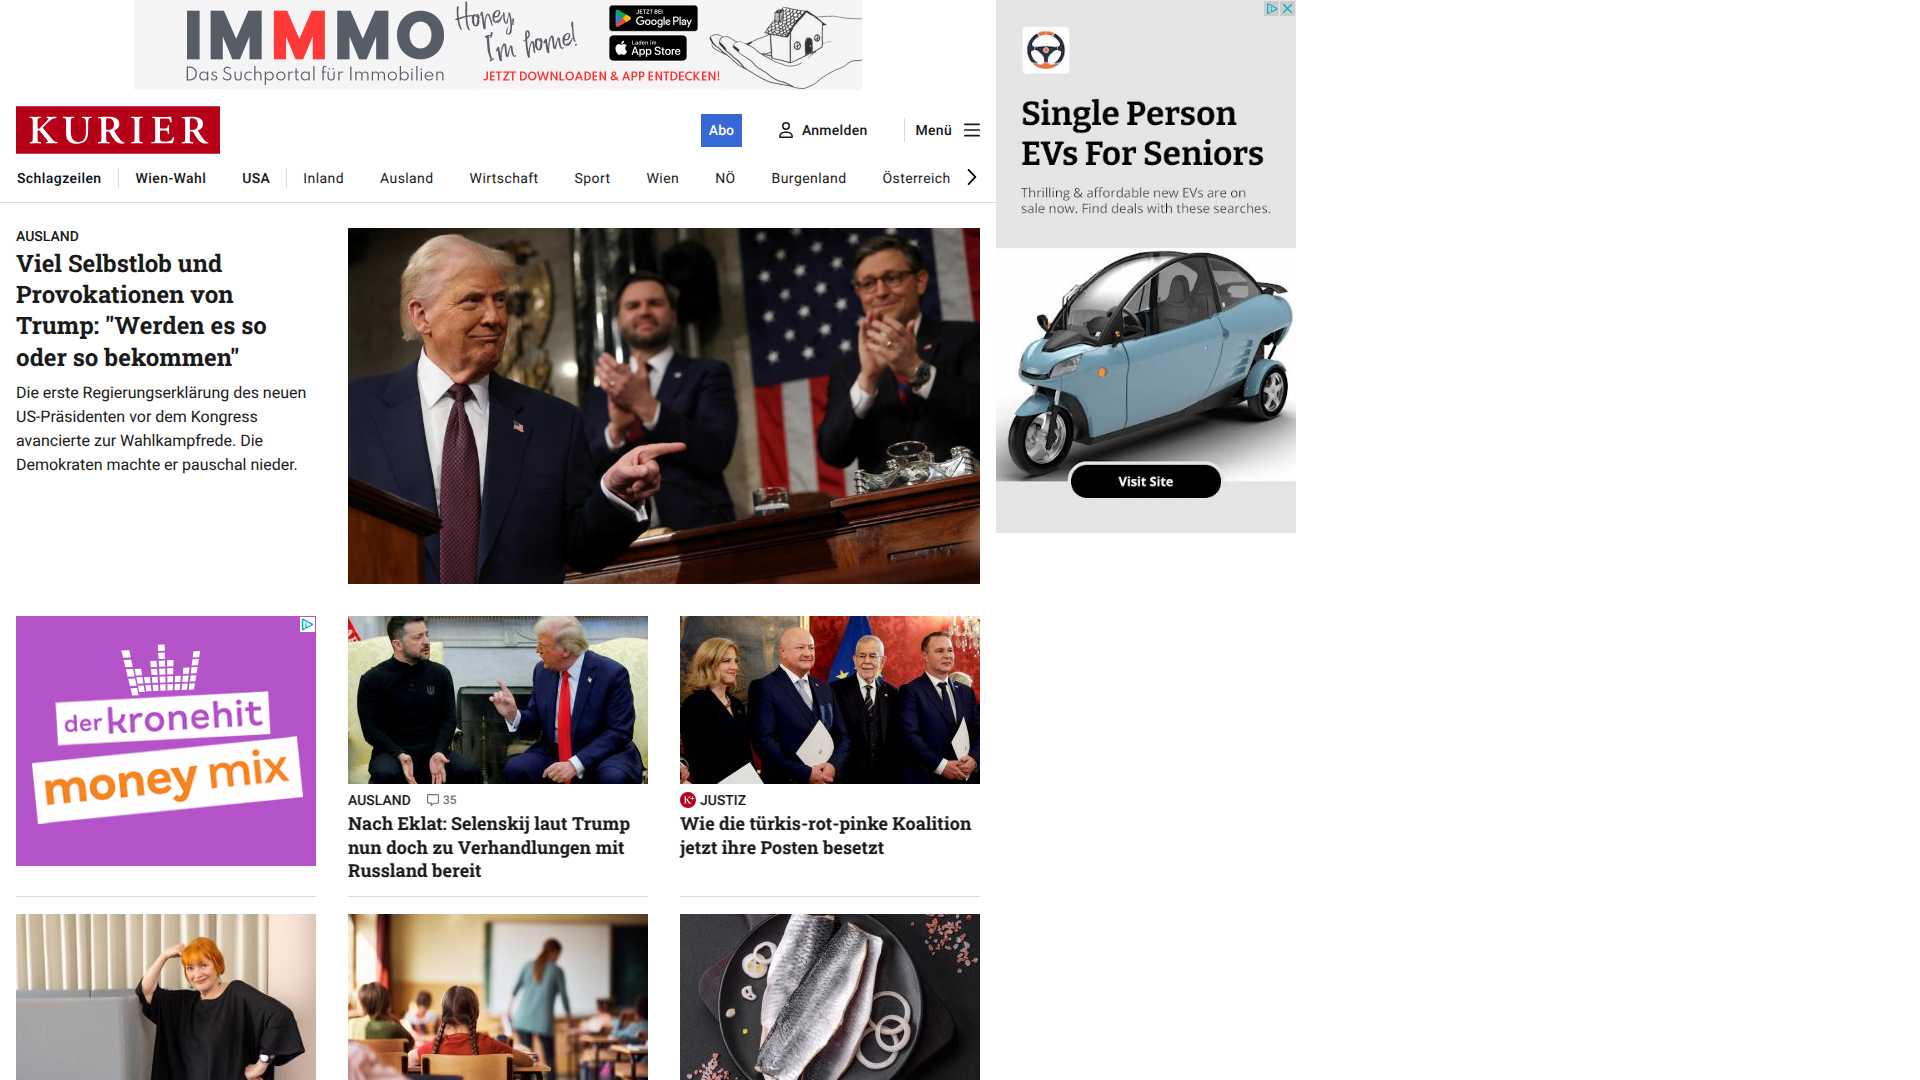 IMMMO
Das Suchportal für Immobilien
Honey,
I'm home!
JETZT BEI
Google Play
Laden im
App Store
JETZT DOWNLOADEN & APP ENTDECKEN!
KURIER
Abo
Anmelden
Menü
Schlagzeilen
Wien-Wahl
USA
Inland
Ausland
Wirtschaft
Sport
Wien
NÖ
Burgenland
Österreich
AUSLAND
Viel Selbstlob und
Provokationen von
Trump: "Werden es so
oder so bekommen"
Die erste Regierungserklärung des neuen
US-Präsidenten vor dem Kongress
avancierte zur Wahlkampfrede. Die
Demokraten machte er pauschal nieder.
Single Person
EVs For Seniors
Thrilling & affordable new EVs are on
sale now. Find deals with these searches.
Visit Site
der kronehit
money mix
AUSLAND
35
Nach Eklat: Selenskij laut Trump
nun doch zu Verhandlungen mit
Russland bereit
K+
JUSTIZ
Wie die türkis-rot-pinke Koalition
jetzt ihre Posten besetzt